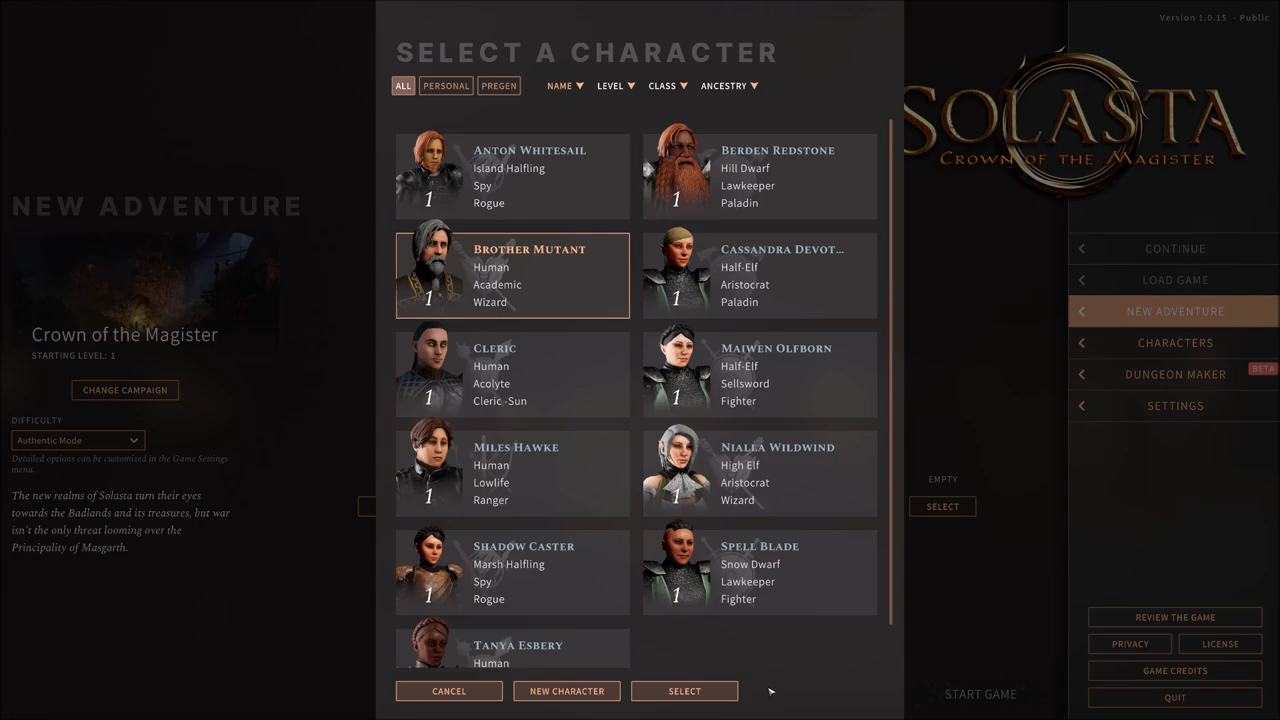 Version 1.0.15 - Public
SOLASTA
CROWN OF THE MAGISTER
SELECT A CHARACTER
ALL
PERSONAL
PREGEN
NAME
LEVEL
CLASS
ANCESTRY
ANTON WHITESAIL
Island Halfling
Spy
Rogue
1
BERDEN REDSTONE
Hill Dwarf
Lawkeeper
Paladin
1
BROTHER MUTANT
Human
Academic
Wizard
1
CASSANDRA DEVOT...
Half-Elf
Aristocrat
Paladin
1
CLERIC
Human
Acolyte
Cleric -Sun
1
MAIWEN OLFBORN
Half-Elf
Sellsword
Fighter
1
MILES HAWKE
Human
Lowlife
Ranger
1
NIALLA WILDWIND
High Elf
Aristocrat
Wizard
1
SHADOW CASTER
Marsh Halfling
Spy
Rogue
1
SPELL BLADE
Snow Dwarf
Lawkeeper
Fighter
1
TANYA ESBERY
Human
CANCEL
NEW CHARACTER
SELECT
NEW ADVENTURE
Crown of the Magister
STARTING LEVEL: 1
CHANGE CAMPAIGN
DIFFICULTY
Authentic Mode
Detailed options can be customized in the Game Settings
menu.
The new realms of Solasta turn their eyes
towards the Badlands and its treasures, but war
isn't the only threat looming over the
Principality of Masgarth.
EMPTY
SELECT
START GAME
CONTINUE
LOAD GAME
NEW ADVENTURE
CHARACTERS
DUNGEON MAKER
BETA
SETTINGS
REVIEW THE GAME
PRIVACY
LICENSE
GAME CREDITS
QUIT